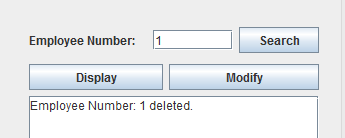 Employee Number: 1 Search
Display Modify
Employee Number: 1 deleted.